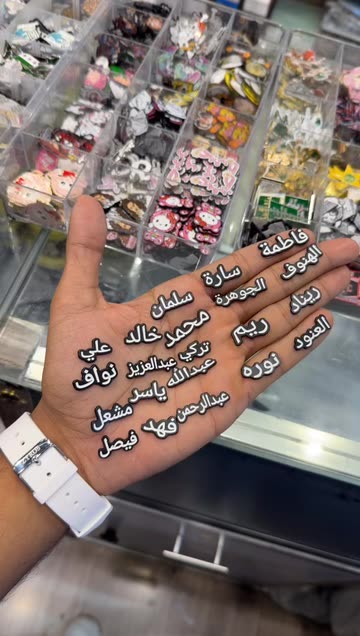 فاطمة
الهنوف
سارة
الجوهرة
ريناد
سلمان
محمد
ريم
العنود
خالد
علي
تركي
عبدالعزيز
نوره
نواف
عبدالله
ياسر
عبدالرحمن
مشعل
فهد
فيصل